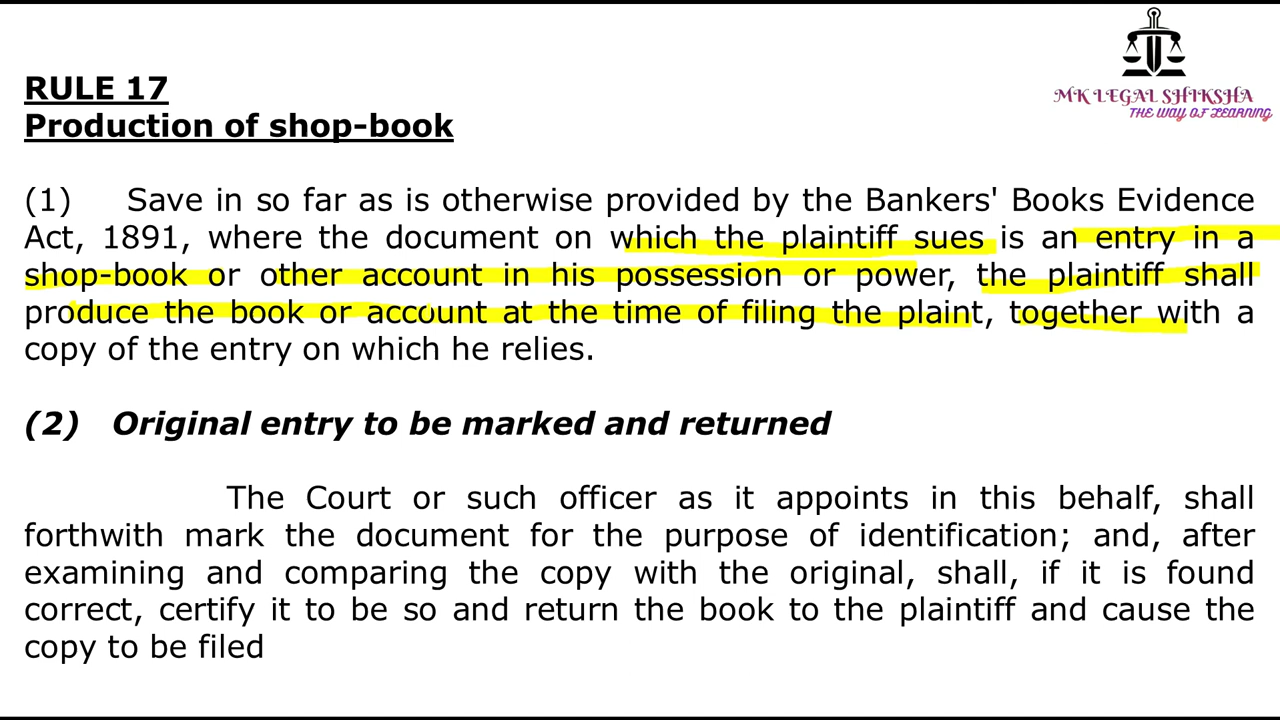 MK LEGAL SHIKSHA
THE WAY OF LEARNING
RULE 17
Production of shop-book
(1) Save in so far as is otherwise provided by the Bankers' Books Evidence
Act, 1891, where the document on which the plaintiff sues is an entry in a
shop-book or other account in his possession or power, the plaintiff shall
produce the book or account at the time of filing the plaint, together with a
copy of the entry on which he relies.
(2) Original entry to be marked and returned
The Court or such officer as it appoints in this behalf, shall
forthwith mark the document for the purpose of identification; and, after
examining and comparing the copy with the original, shall, if it is found
correct, certify it to be so and return the book to the plaintiff and cause the
copy to be filed